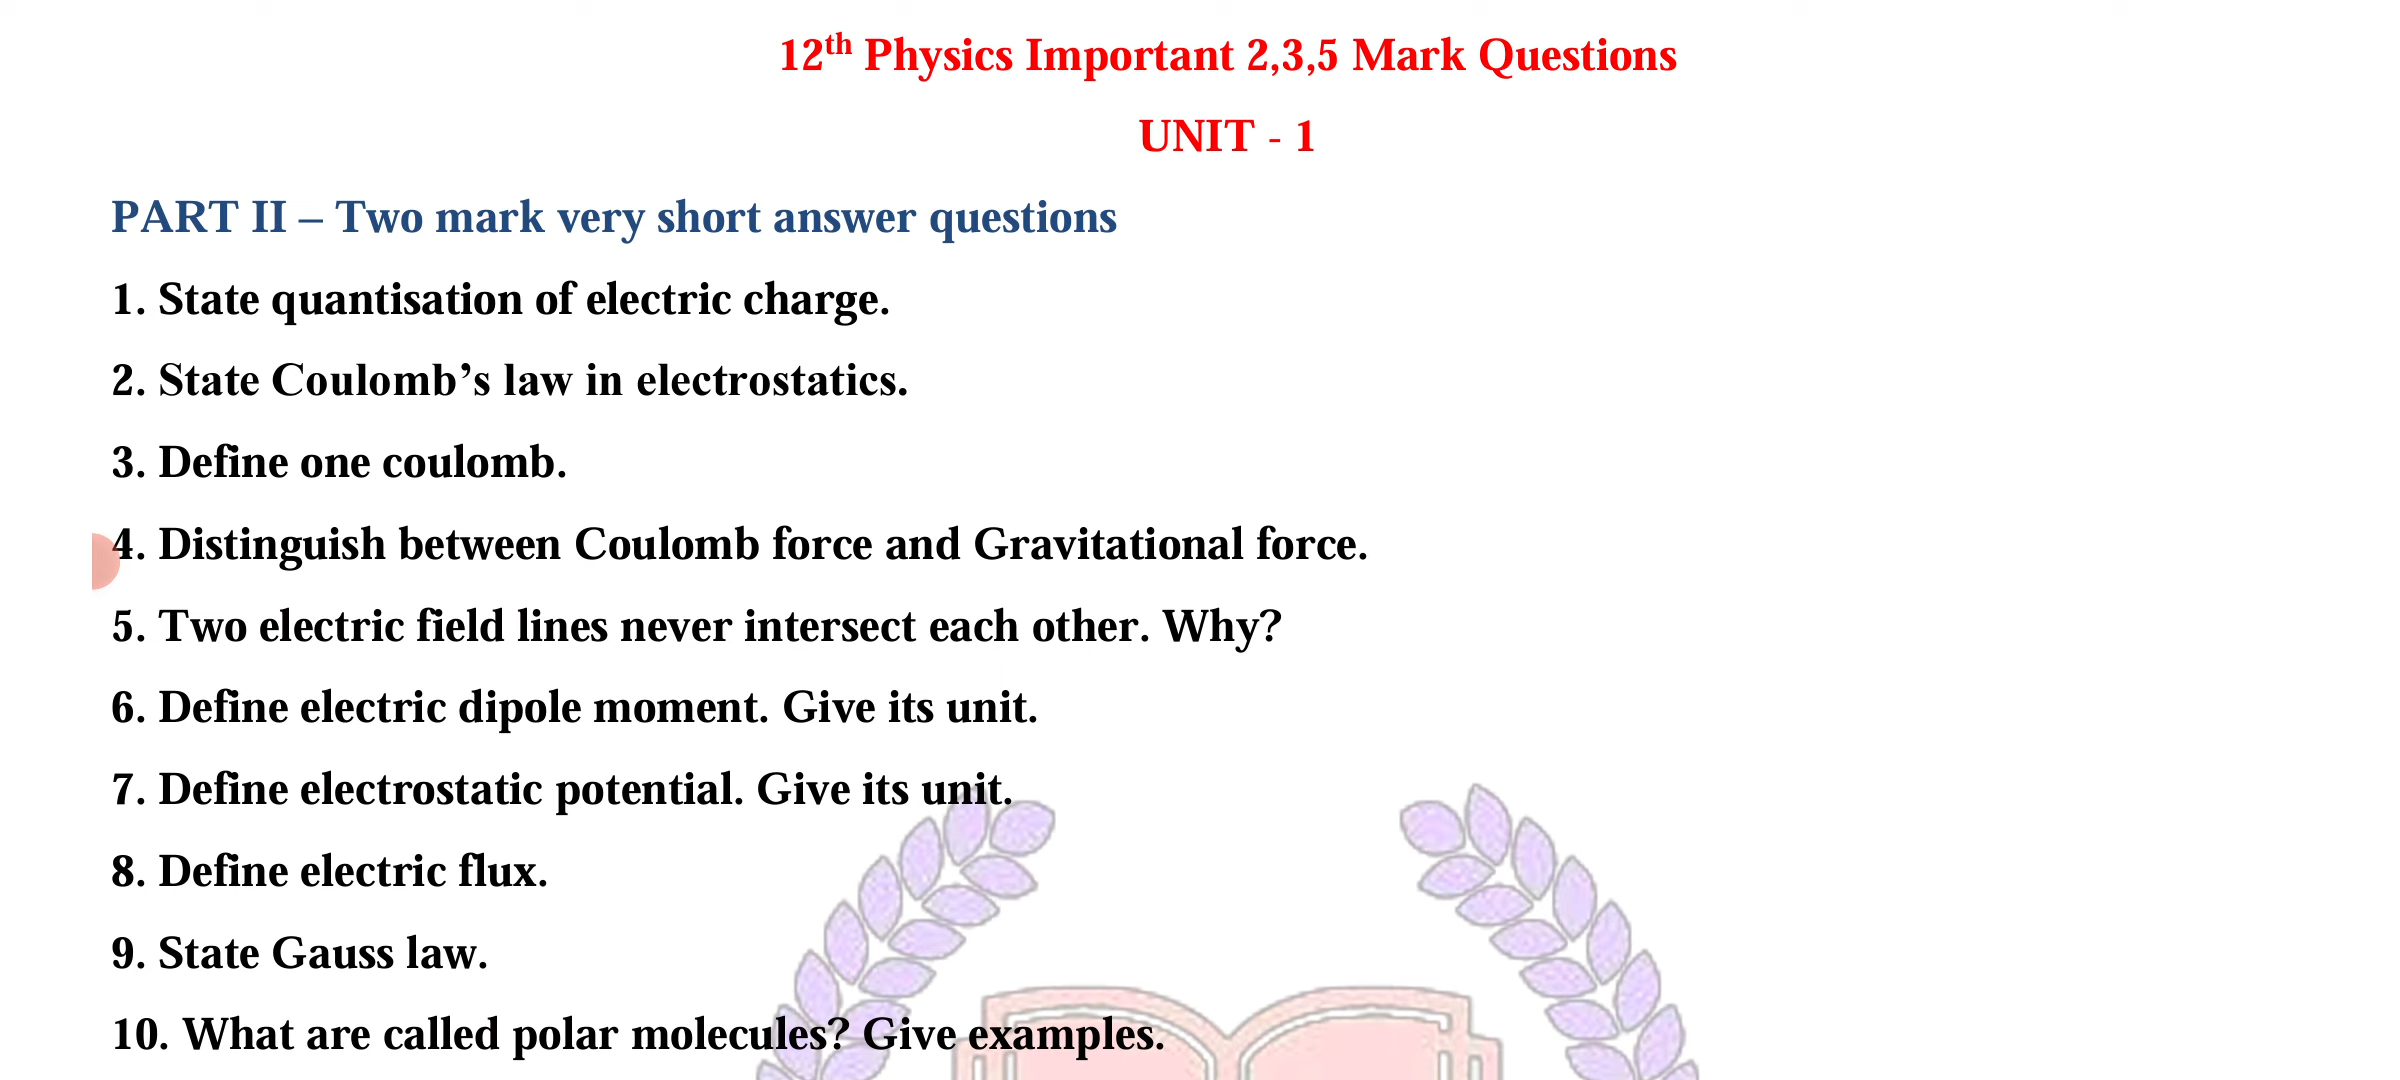 12th Physics Important 2,3,5 Mark Questions
UNIT - 1
PART II – Two mark very short answer questions
1. State quantisation of electric charge.
2. State Coulomb’s law in electrostatics.
3. Define one coulomb.
4. Distinguish between Coulomb force and Gravitational force.
5. Two electric field lines never intersect each other. Why?
6. Define electric dipole moment. Give its unit.
7. Define electrostatic potential. Give its unit.
8. Define electric flux.
9. State Gauss law.
10. What are called polar molecules? Give examples.